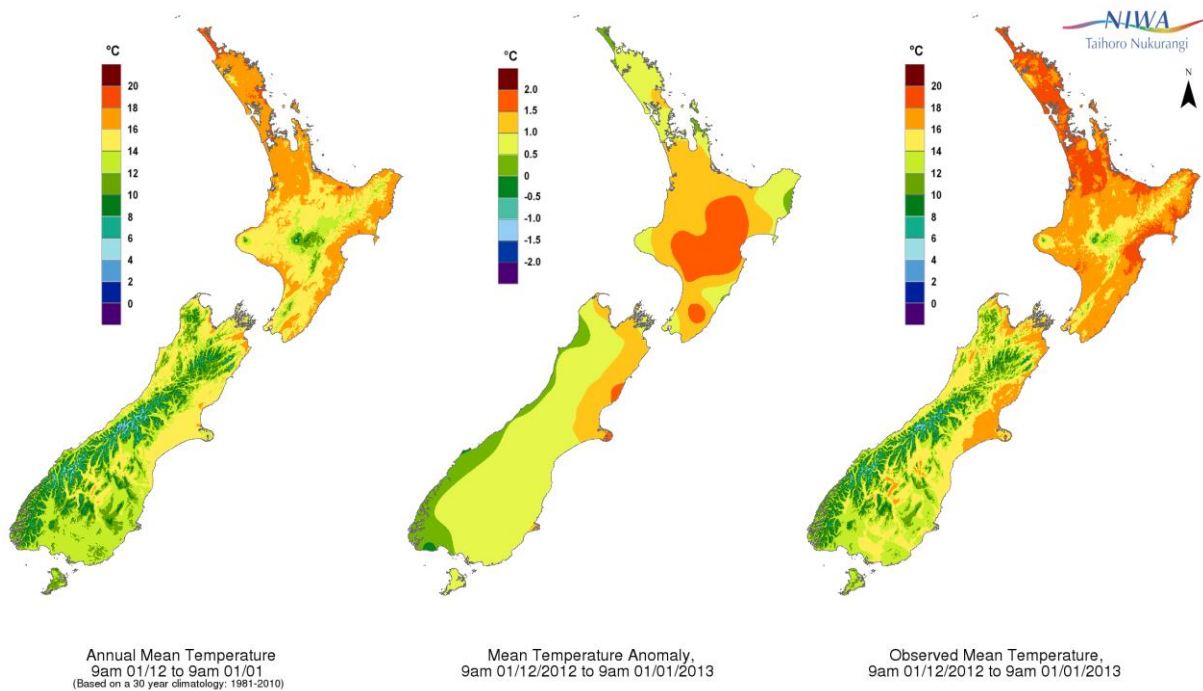 NIWA
Taihoro Nukurangi
N
°C
20
18
16
14
12
10
8
6
4
2
0
°C
2.0
1.5
1.0
0.5
0
-0.5
-1.0
-1.5
-2.0
°C
20
18
16
14
12
10
8
6
4
2
0
Annual Mean Temperature
9am 01/12 to 9am 01/01
(Based on a 30 year climatology: 1981-2010)
Mean Temperature Anomaly,
9am 01/12/2012 to 9am 01/01/2013
Observed Mean Temperature,
9am 01/12/2012 to 9am 01/01/2013